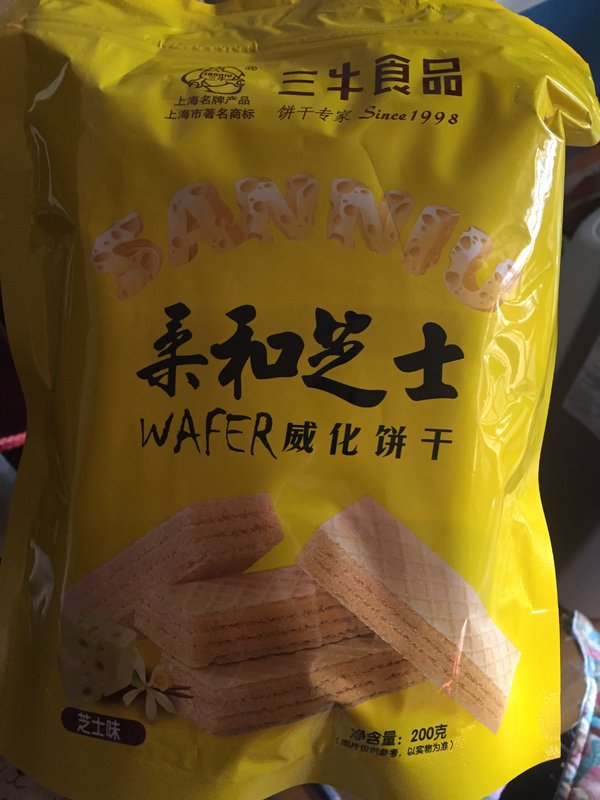 三牛食品
上海名牌产品
上海市著名商标
饼干专家 Since1998
SANNIU
柔和芝士
WAFER威化饼干
芝士味
净含量：200克
（图片仅供参考，以实物为准）